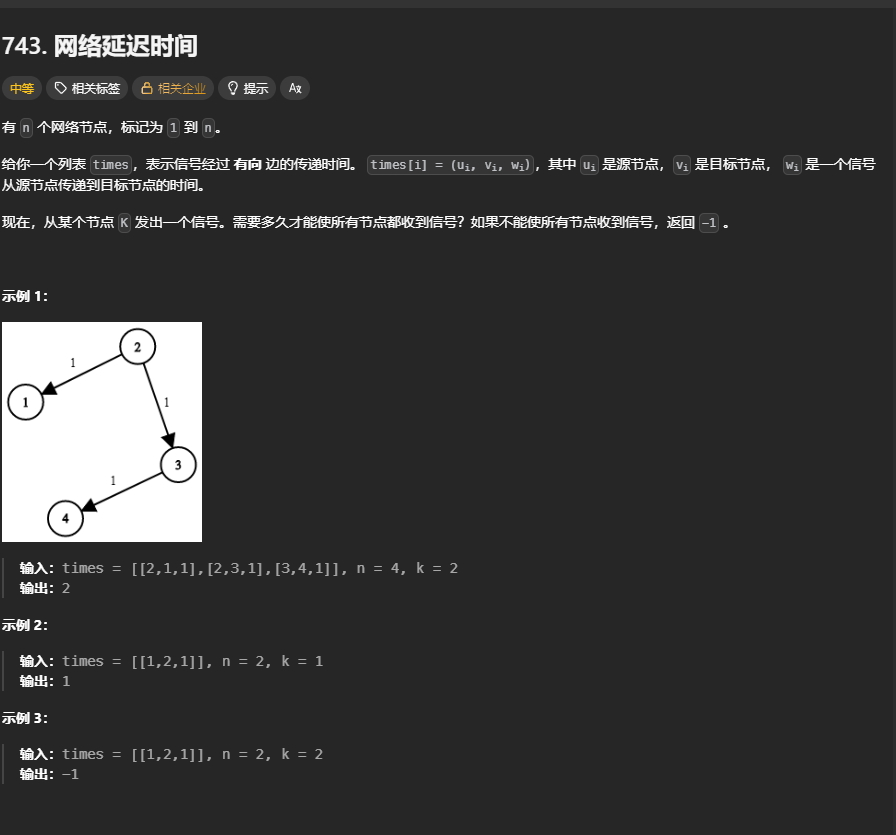 743. 网络延迟时间
中等 相关标签 相关企业 提示 Ax
有 n 个网络节点，标记为 1 到 n。
给你一个列表 times，表示信号经过 有向 边的传递时间。 times[i] = (ui, vi, wi)，其中 ui 是源节点， vi 是目标节点， wi 是一个信号
从源节点传递到目标节点的时间。
现在，从某个节点 K 发出一个信号。需要多久才能使所有节点都收到信号？如果不能使所有节点收到信号，返回 -1 。
示例 1：
2
1
1
1
3
1
4
输入：times = [[2,1,1],[2,3,1],[3,4,1]], n = 4, k = 2
输出：2
示例 2：
输入：times = [[1,2,1]], n = 2, k = 1
输出：1
示例 3：
输入：times = [[1,2,1]], n = 2, k = 2
输出：-1